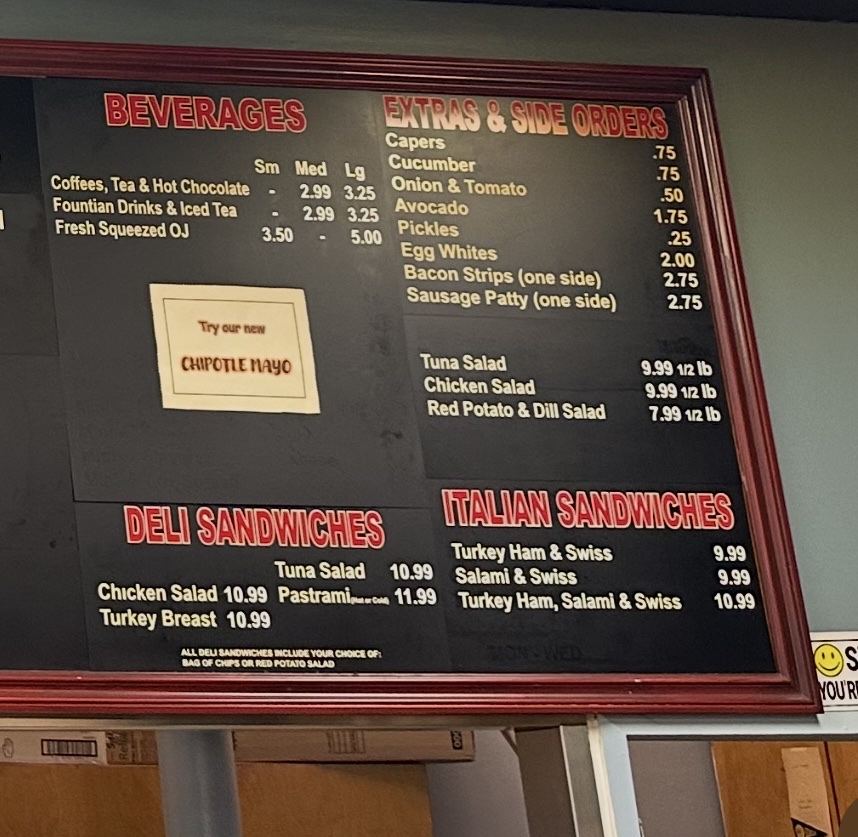 BEVERAGES
Sm Med Lg
Coffees, Tea & Hot Chocolate - 2.99 3.25
Fountian Drinks & Iced Tea - 2.99 3.25
Fresh Squeezed OJ 3.50 - 5.00
Try our new
CHIPOTLE MAYO
EXTRAS & SIDE ORDERS
Capers .75
Cucumber .75
Onion & Tomato .50
Avocado 1.75
Pickles .25
Egg Whites 2.00
Bacon Strips (one side) 2.75
Sausage Patty (one side) 2.75
Tuna Salad 9.99 1/2 lb
Chicken Salad 9.99 1/2 lb
Red Potato & Dill Salad 7.99 1/2 lb
DELI SANDWICHES
Tuna Salad 10.99
Chicken Salad 10.99 Pastrami (Hot or Cold) 11.99
Turkey Breast 10.99
ALL DELI SANDWICHES INCLUDE YOUR CHOICE OF:
BAG OF CHIPS OR RED POTATO SALAD
ITALIAN SANDWICHES
Turkey Ham & Swiss 9.99
Salami & Swiss 9.99
Turkey Ham, Salami & Swiss 10.99
MON - WED